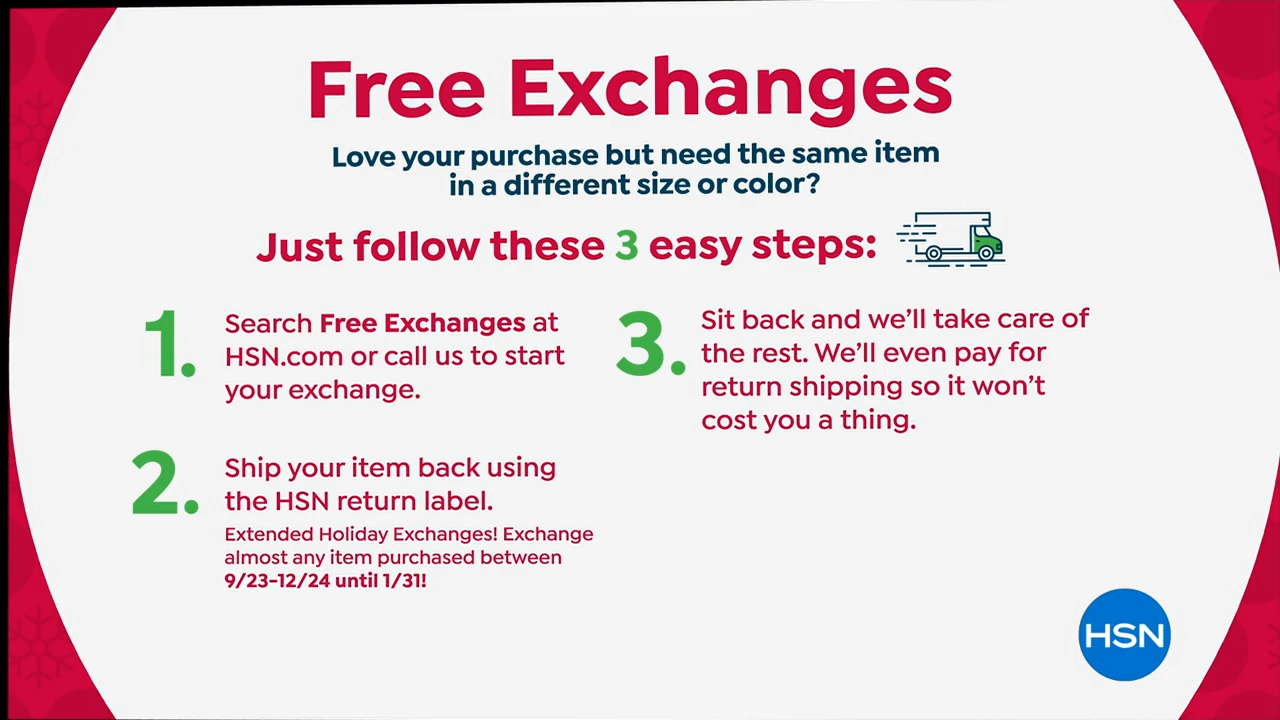 Free Exchanges
Love your purchase but need the same item
in a different size or color?
Just follow these 3 easy steps:
1.
Search Free Exchanges at
HSN.com or call us to start
your exchange.
2.
Ship your item back using
the HSN return label.
Extended Holiday Exchanges! Exchange
almost any item purchased between
9/23-12/24 until 1/31!
3.
Sit back and we'll take care of
the rest. We'll even pay for
return shipping so it won't
cost you a thing.
HSN